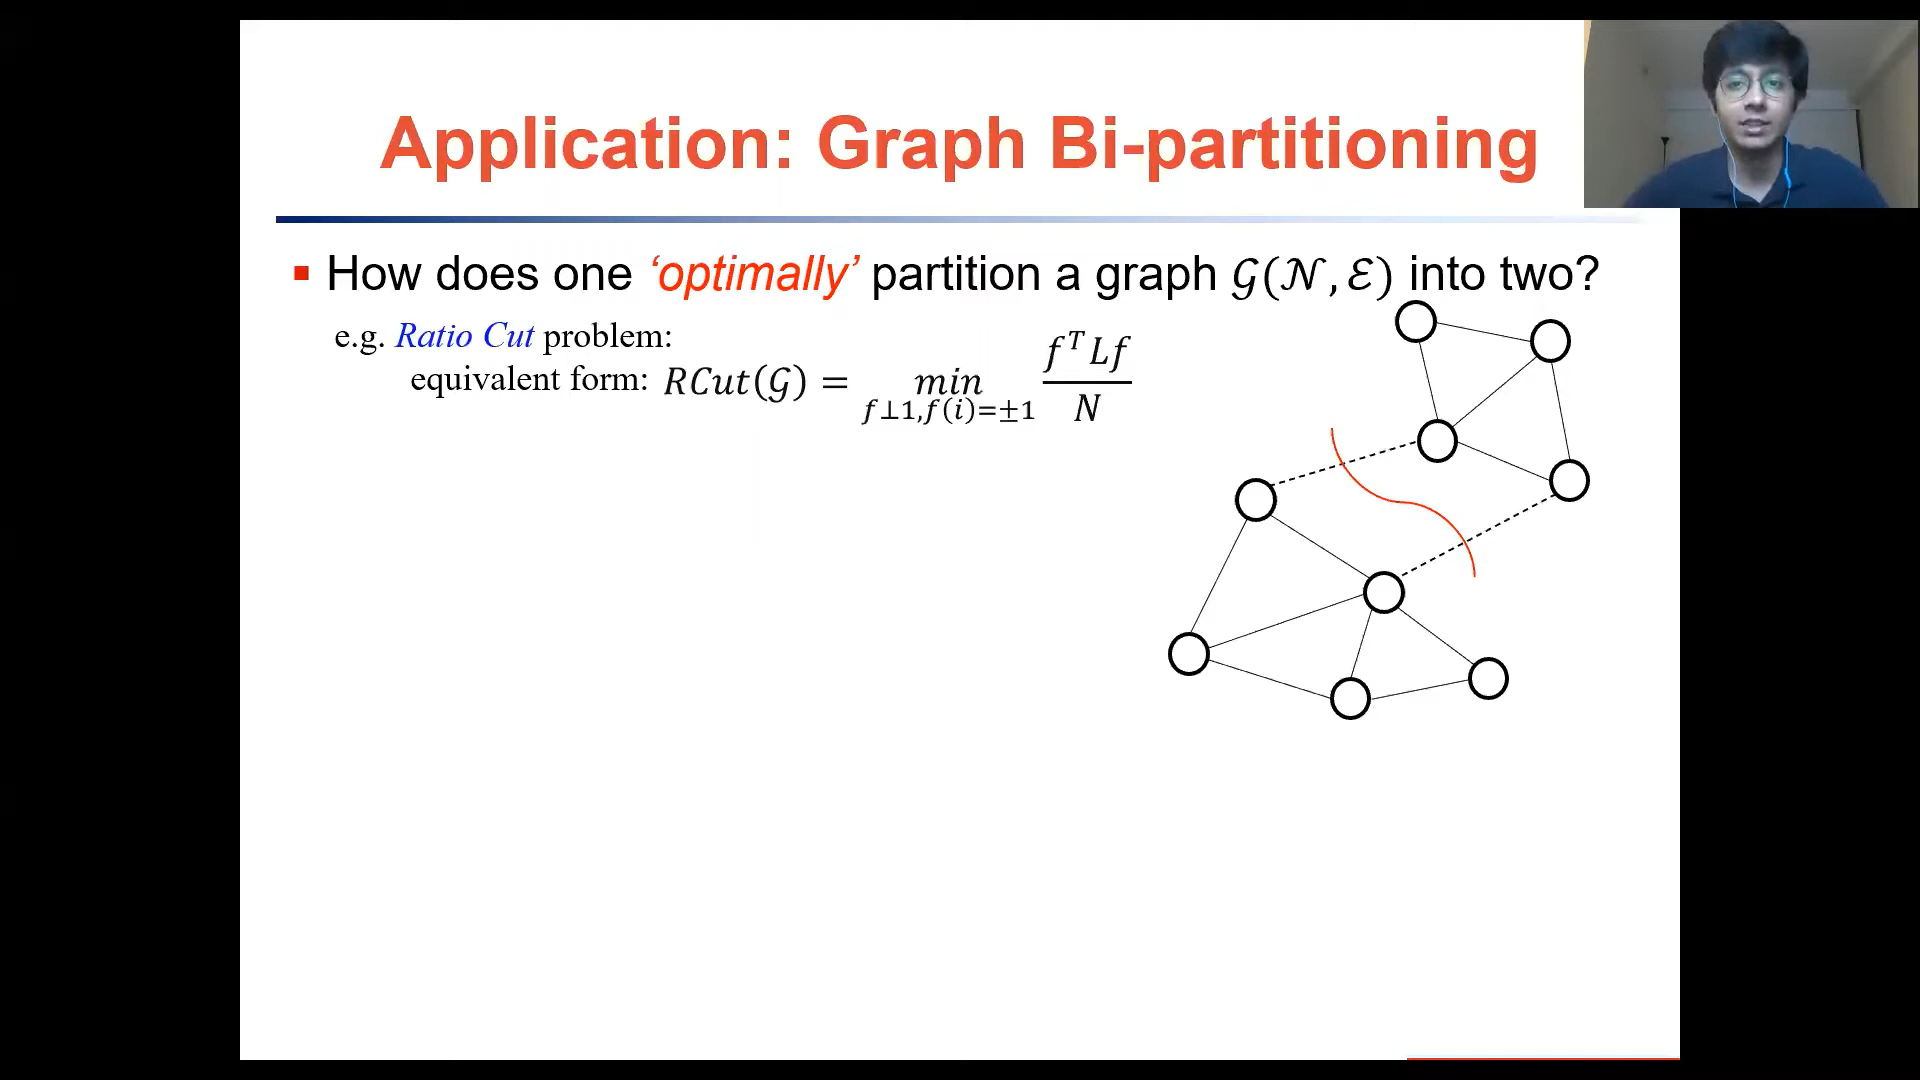 Application: Graph Bi-partitioning
▪ How does one ‘optimally’ partition a graph 𝒢(𝒩, ℰ) into two?
e.g. Ratio Cut problem:
equivalent form: RCut(𝒢) = min_{f⊥1,f(i)=±1} f^T Lf / N